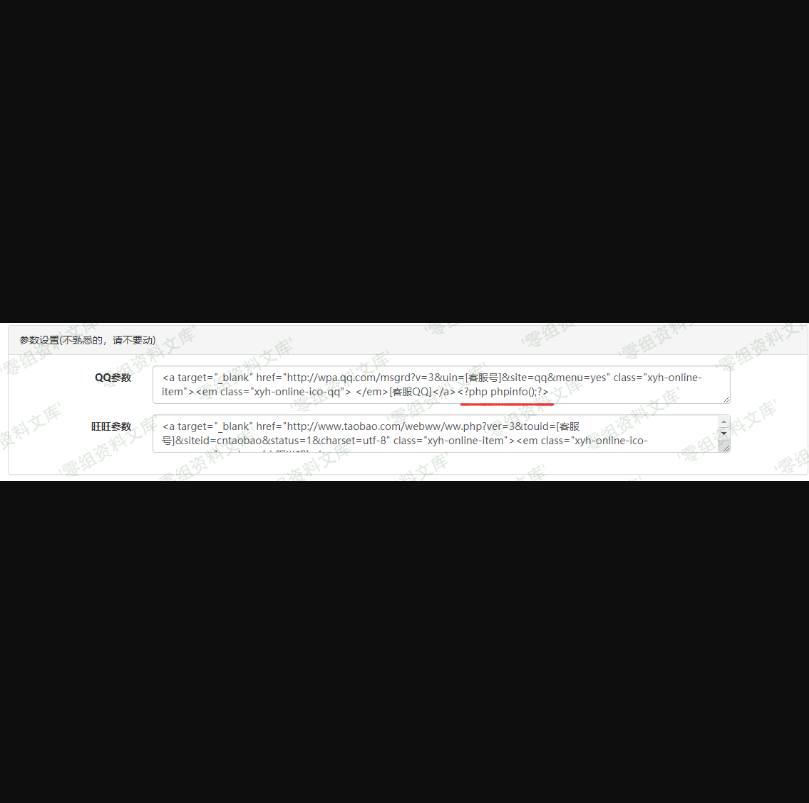 参数设置(不熟悉的，请不要动)
QQ参数
<a target="_blank" href="http://wpa.qq.com/msgrd?v=3&uin=[客服号]&site=qq&menu=yes" class="xyh-online-
item"><em class="xyh-online-ico-qq"> </em>[客服QQ]</a><?php phpinfo();?>
旺旺参数
<a target="_blank" href="http://www.taobao.com/webww/ww.php?ver=3&touid=[客服
号]&siteid=cntaobao&status=1&charset=utf-8" class="xyh-online-item"><em class="xyh-online-ico-
'零组资料文库'